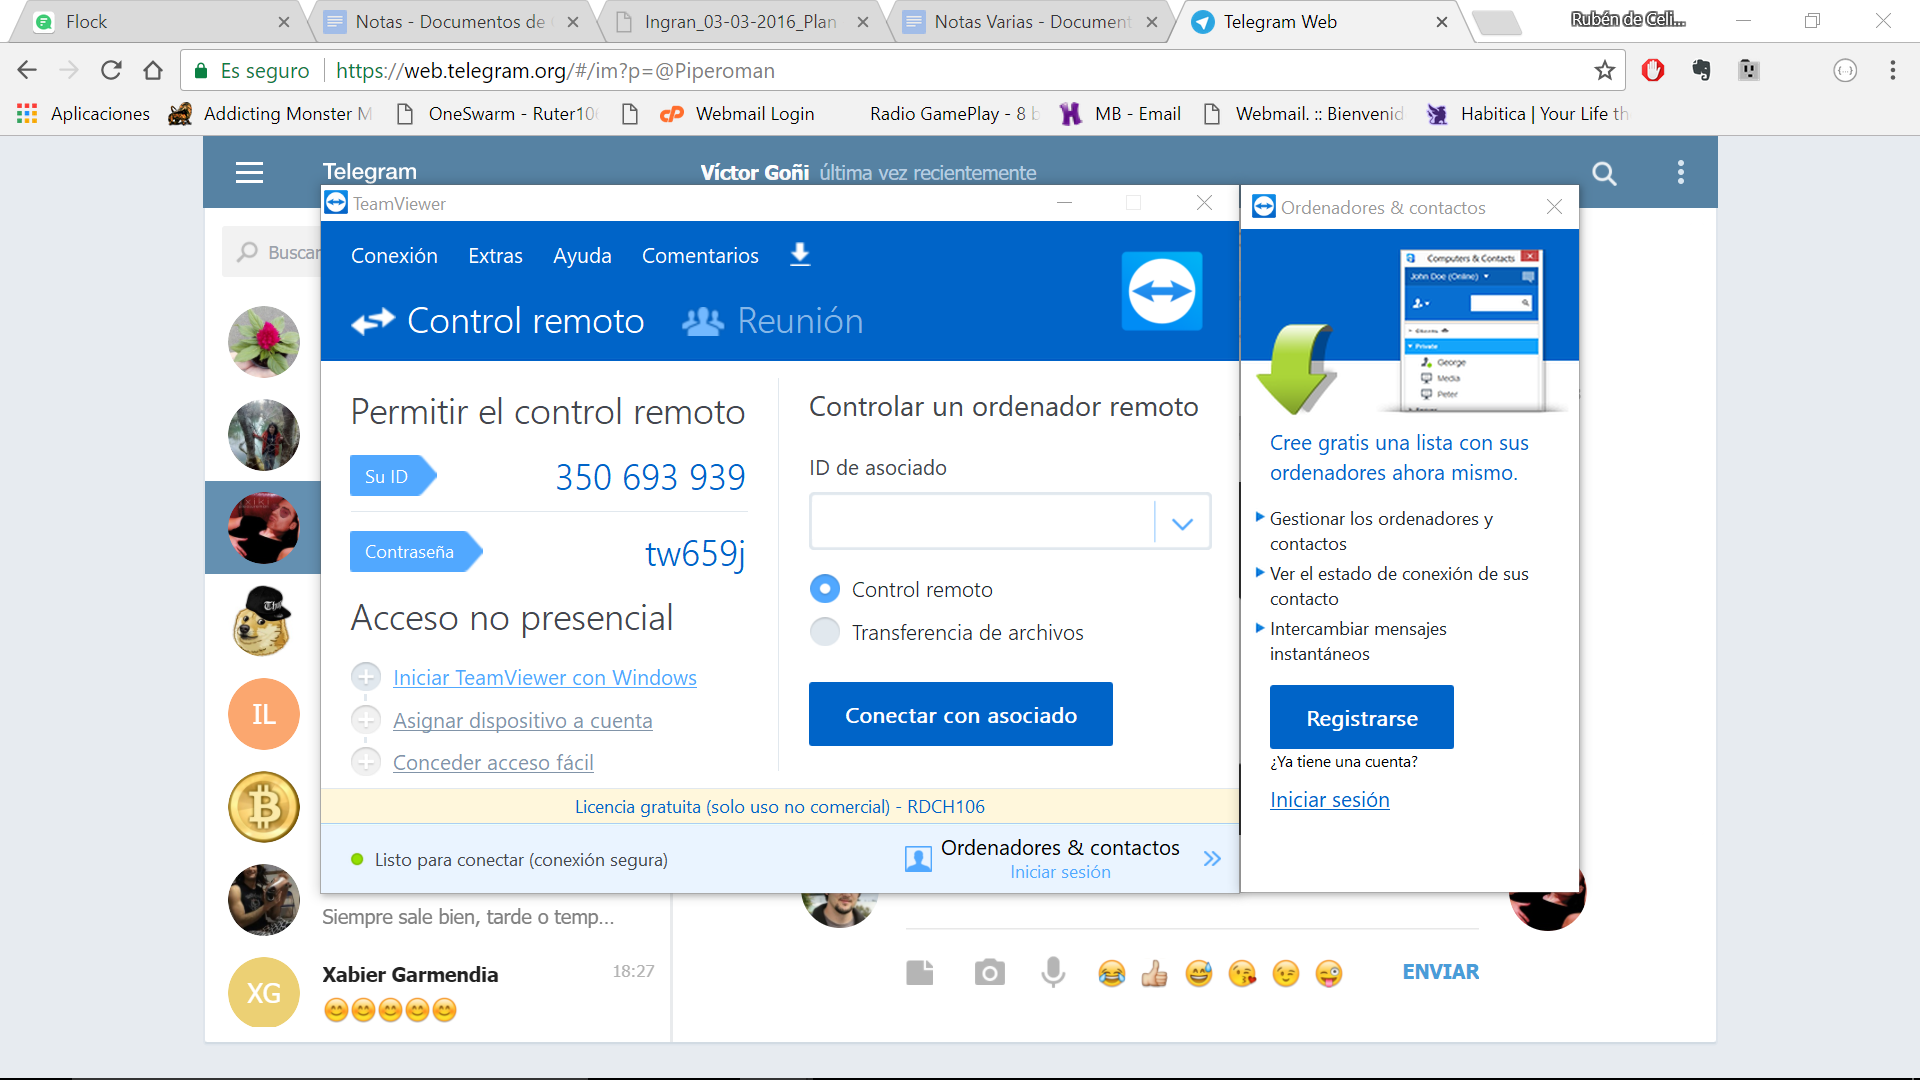 Flock
Notas - Documentos de
Ingran_03-03-2016_Plan
Notas Varias - Document
Telegram Web
Rubén de Celi...
Es seguro
https://web.telegram.org/#/im?p=@Piperoman
Aplicaciones
Addicting Monster M
OneSwarm - Ruter10
cP
Webmail Login
Radio GamePlay - 8 b
MB - Email
Webmail. :: Bienvenid
Habitica | Your Life th
Telegram
Víctor Goñi última vez recientemente
TeamViewer
Ordenadores & contactos
Buscar
Conexión
Extras
Ayuda
Comentarios
Control remoto
Reunión
Computers & Contacts
John Doe (Online)
Private
George
Media
Peter
Permitir el control remoto
Su ID
350 693 939
Contraseña
tw659j
Acceso no presencial
Iniciar TeamViewer con Windows
Asignar dispositivo a cuenta
Conceder acceso fácil
Controlar un ordenador remoto
ID de asociado
Control remoto
Transferencia de archivos
Conectar con asociado
Cree gratis una lista con sus
ordenadores ahora mismo.
Gestionar los ordenadores y
contactos
Ver el estado de conexión de sus
contacto
Intercambiar mensajes
instantáneos
Registrarse
¿Ya tiene una cuenta?
Iniciar sesión
Licencia gratuita (solo uso no comercial) - RDCH106
Listo para conectar (conexión segura)
Ordenadores & contactos
Iniciar sesión
IL
Siempre sale bien, tarde o temp...
XG
Xabier Garmendia
18:27
😊😊😊😊😊
ENVIAR